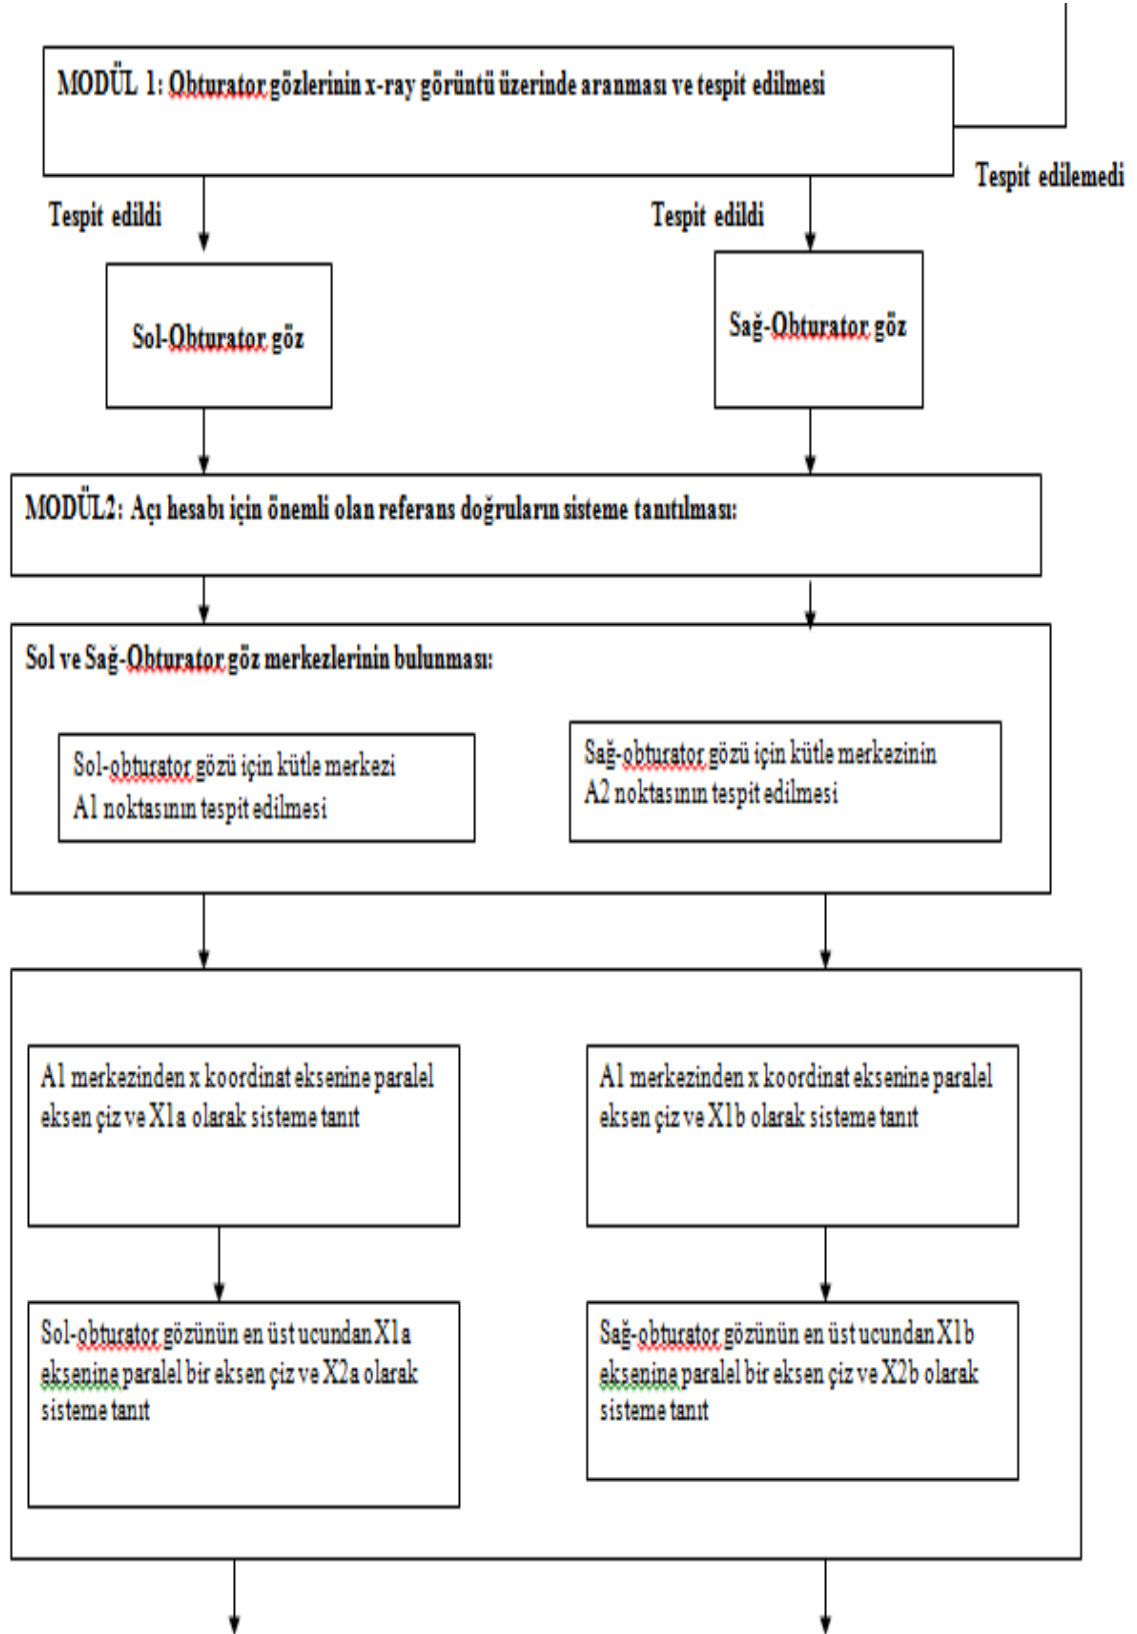 MODÜL 1: Obturator gözlerinin x-ray görüntü üzerinde aranması ve tespit edilmesi
Tespit edilemedi
Tespit edildi
Tespit edildi
Sol-Obturator göz
Sağ-Obturator göz
MODÜL2: Açı hesabı için önemli olan referans doğruların sisteme tanıtılması:
Sol ve Sağ-Obturator göz merkezlerinin bulunması:
Sol-obturator gözü için kütle merkezi
A1 noktasının tespit edilmesi
Sağ-obturator gözü için kütle merkezinin
A2 noktasının tespit edilmesi
A1 merkezinden x koordinat eksenine paralel
eksen çiz ve X1a olarak sisteme tanıt
A1 merkezinden x koordinat eksenine paralel
eksen çiz ve X1b olarak sisteme tanıt
Sol-obturator gözünün en üst ucundan X1a
eksenine paralel bir eksen çiz ve X2a olarak
sisteme tanıt
Sağ-obturator gözünün en üst ucundan X1b
eksenine paralel bir eksen çiz ve X2b olarak
sisteme tanıt